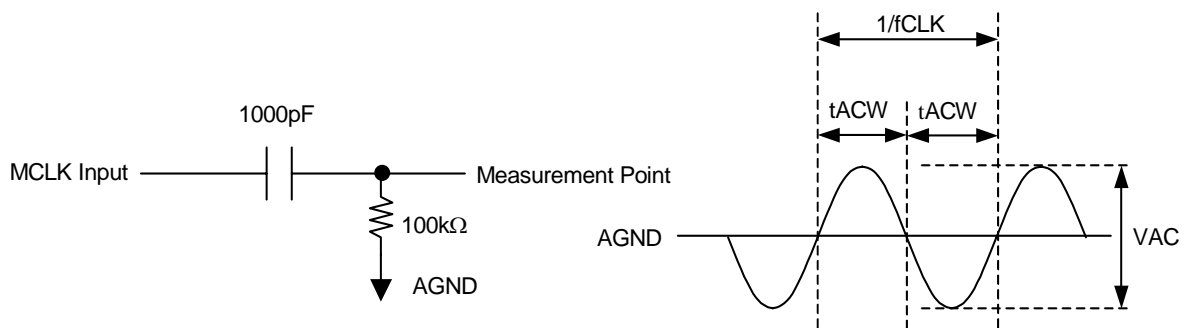 1/fCLK
1000pF
tACW
tACW
MCLK Input
Measurement Point
100kΩ
AGND
AGND
VAC